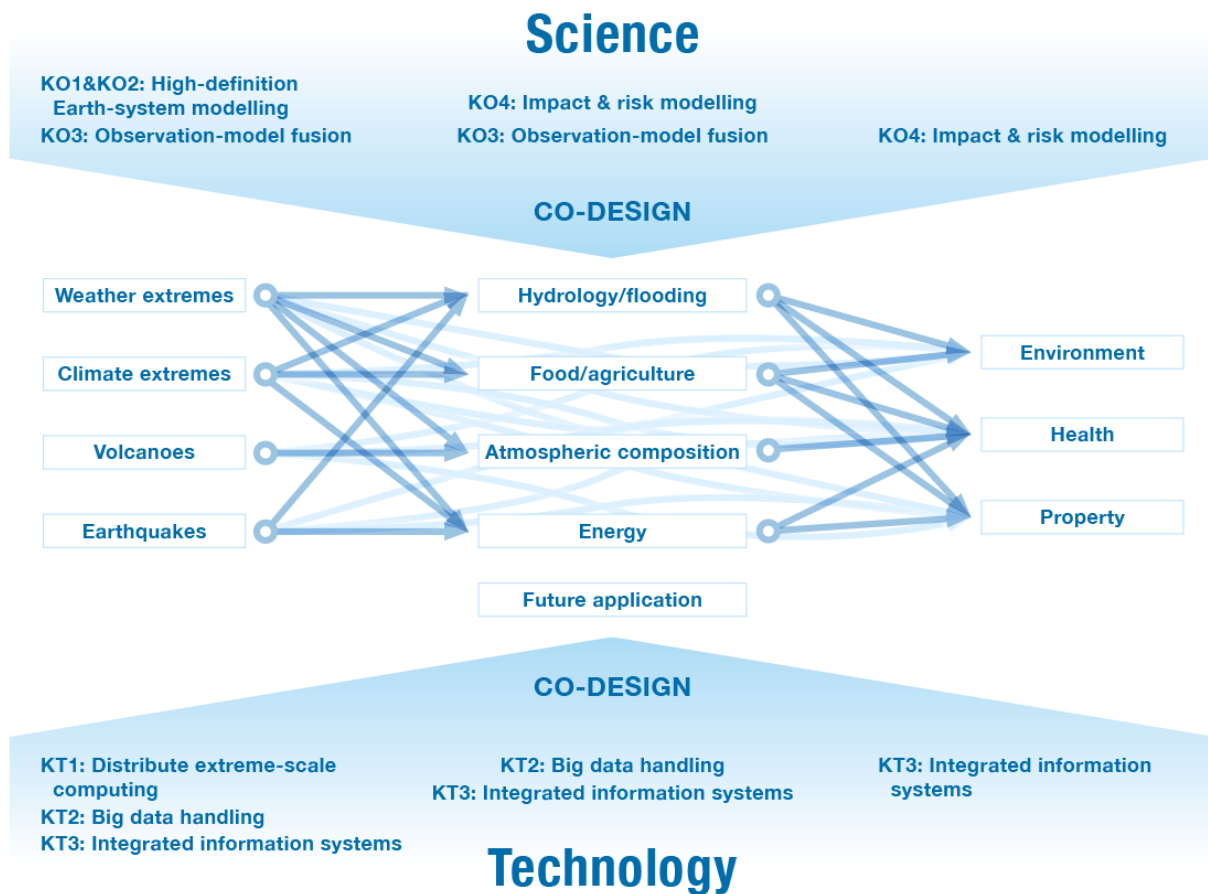 Science
KO1&KO2: High-definition
Earth-system modelling
KO3: Observation-model fusion
KO4: Impact & risk modelling
KO3: Observation-model fusion
KO4: Impact & risk modelling
CO-DESIGN
Weather extremes
Climate extremes
Volcanoes
Earthquakes
Hydrology/flooding
Food/agriculture
Atmospheric composition
Energy
Future application
Environment
Health
Property
CO-DESIGN
KT1: Distribute extreme-scale
computing
KT2: Big data handling
KT3: Integrated information systems
KT2: Big data handling
KT3: Integrated information systems
KT3: Integrated information
systems
Technology